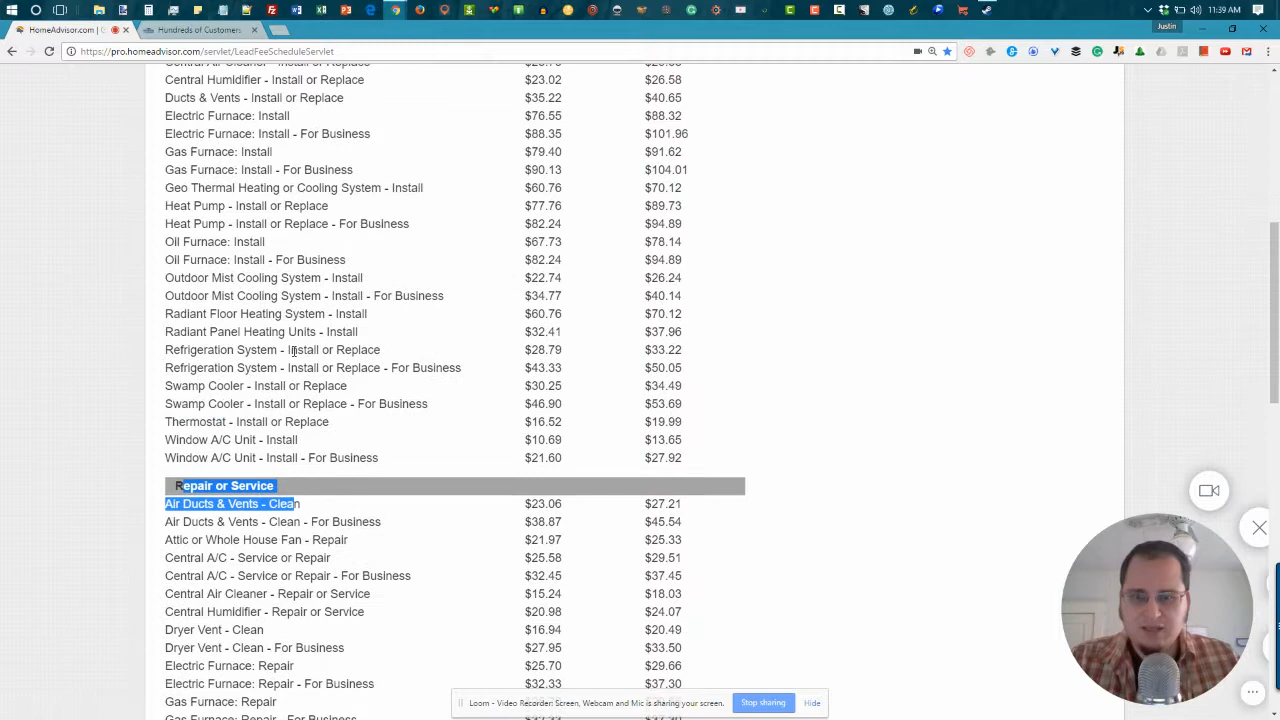 11:39 AM
HomeAdvisor.com | C
Hundreds of Customers
Justin
https://pro.homeadvisor.com/servlet/LeadFeeScheduleServlet
Central Humidifier - Install or Replace $23.02 $26.58
Ducts & Vents - Install or Replace $35.22 $40.65
Electric Furnace: Install $76.55 $88.32
Electric Furnace: Install - For Business $88.35 $101.96
Gas Furnace: Install $79.40 $91.62
Gas Furnace: Install - For Business $90.13 $104.01
Geo Thermal Heating or Cooling System - Install $60.76 $70.12
Heat Pump - Install or Replace $77.76 $89.73
Heat Pump - Install or Replace - For Business $82.24 $94.89
Oil Furnace: Install $67.73 $78.14
Oil Furnace: Install - For Business $82.24 $94.89
Outdoor Mist Cooling System - Install $22.74 $26.24
Outdoor Mist Cooling System - Install - For Business $34.77 $40.14
Radiant Floor Heating System - Install $60.76 $70.12
Radiant Panel Heating Units - Install $32.41 $37.96
Refrigeration System - Install or Replace $28.79 $33.22
Refrigeration System - Install or Replace - For Business $43.33 $50.05
Swamp Cooler - Install or Replace $30.25 $34.49
Swamp Cooler - Install or Replace - For Business $46.90 $53.69
Thermostat - Install or Replace $16.52 $19.99
Window A/C Unit - Install $10.69 $13.65
Window A/C Unit - Install - For Business $21.60 $27.92
Repair or Service
Air Ducts & Vents - Clean $23.06 $27.21
Air Ducts & Vents - Clean - For Business $38.87 $45.54
Attic or Whole House Fan - Repair $21.97 $25.33
Central A/C - Service or Repair $25.58 $29.51
Central A/C - Service or Repair - For Business $32.45 $37.45
Central Air Cleaner - Repair or Service $15.24 $18.03
Central Humidifier - Repair or Service $20.98 $24.07
Dryer Vent - Clean $16.94 $20.49
Dryer Vent - Clean - For Business $27.95 $33.50
Electric Furnace: Repair $25.70 $29.66
Electric Furnace: Repair - For Business $32.33 $37.30
Gas Furnace: Repair
Gas Furnace: Repair - For Business
Loom - Video Recorder: Screen, Webcam and Mic is sharing your screen. Stop sharing Hide